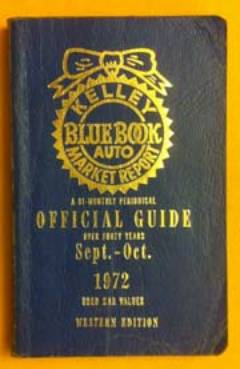 KELLEY
BLUE BOOK
AUTO
MARKET REPORT
A BI-MONTHLY PERIODICAL
OFFICIAL GUIDE
OVER FORTY YEARS
Sept.-Oct.
1972
USED CAR VALUES
WESTERN EDITION